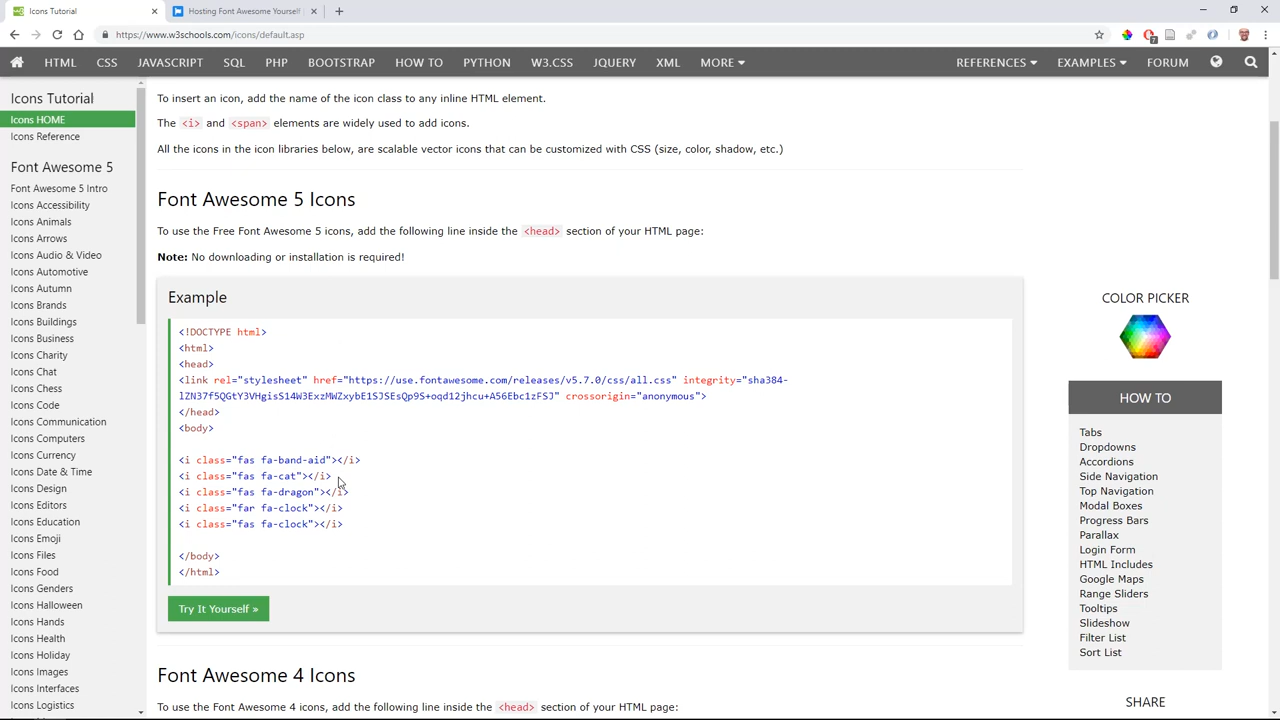 Icons Tutorial
Hosting Font Awesome Yourself
https://www.w3schools.com/icons/default.asp
7
HTML
CSS
JAVASCRIPT
SQL
PHP
BOOTSTRAP
HOW TO
PYTHON
W3.CSS
JQUERY
XML
MORE
REFERENCES
EXAMPLES
FORUM
Icons Tutorial
Icons HOME
Icons Reference
Font Awesome 5
Font Awesome 5 Intro
Icons Accessibility
Icons Animals
Icons Arrows
Icons Audio & Video
Icons Automotive
Icons Autumn
Icons Brands
Icons Buildings
Icons Business
Icons Charity
Icons Chat
Icons Chess
Icons Code
Icons Communication
Icons Computers
Icons Currency
Icons Date & Time
Icons Design
Icons Editors
Icons Education
Icons Emoji
Icons Files
Icons Food
Icons Genders
Icons Halloween
Icons Hands
Icons Health
Icons Holiday
Icons Images
Icons Interfaces
Icons Logistics
To insert an icon, add the name of the icon class to any inline HTML element.
The <i> and <span> elements are widely used to add icons.
All the icons in the icon libraries below, are scalable vector icons that can be customized with CSS (size, color, shadow, etc.)
Font Awesome 5 Icons
To use the Free Font Awesome 5 icons, add the following line inside the <head> section of your HTML page:
Note: No downloading or installation is required!
Example
<!DOCTYPE html>
<html>
<head>
<link rel="stylesheet" href="https://use.fontawesome.com/releases/v5.7.0/css/all.css" integrity="sha384-
lZN37f5QGtY3VHgisS14W3ExzMWZxybE1SJSEsQp9S+oqd12jhcu+A56Ebc1zFSJ" crossorigin="anonymous">
</head>
<body>
<i class="fas fa-band-aid"></i>
<i class="fas fa-cat"></i>
<i class="fas fa-dragon"></i>
<i class="far fa-clock"></i>
<i class="fas fa-clock"></i>
</body>
</html>
Try It Yourself »
Font Awesome 4 Icons
To use the Font Awesome 4 icons, add the following line inside the <head> section of your HTML page:
COLOR PICKER
HOW TO
Tabs
Dropdowns
Accordions
Side Navigation
Top Navigation
Modal Boxes
Progress Bars
Parallax
Login Form
HTML Includes
Google Maps
Range Sliders
Tooltips
Slideshow
Filter List
Sort List
SHARE